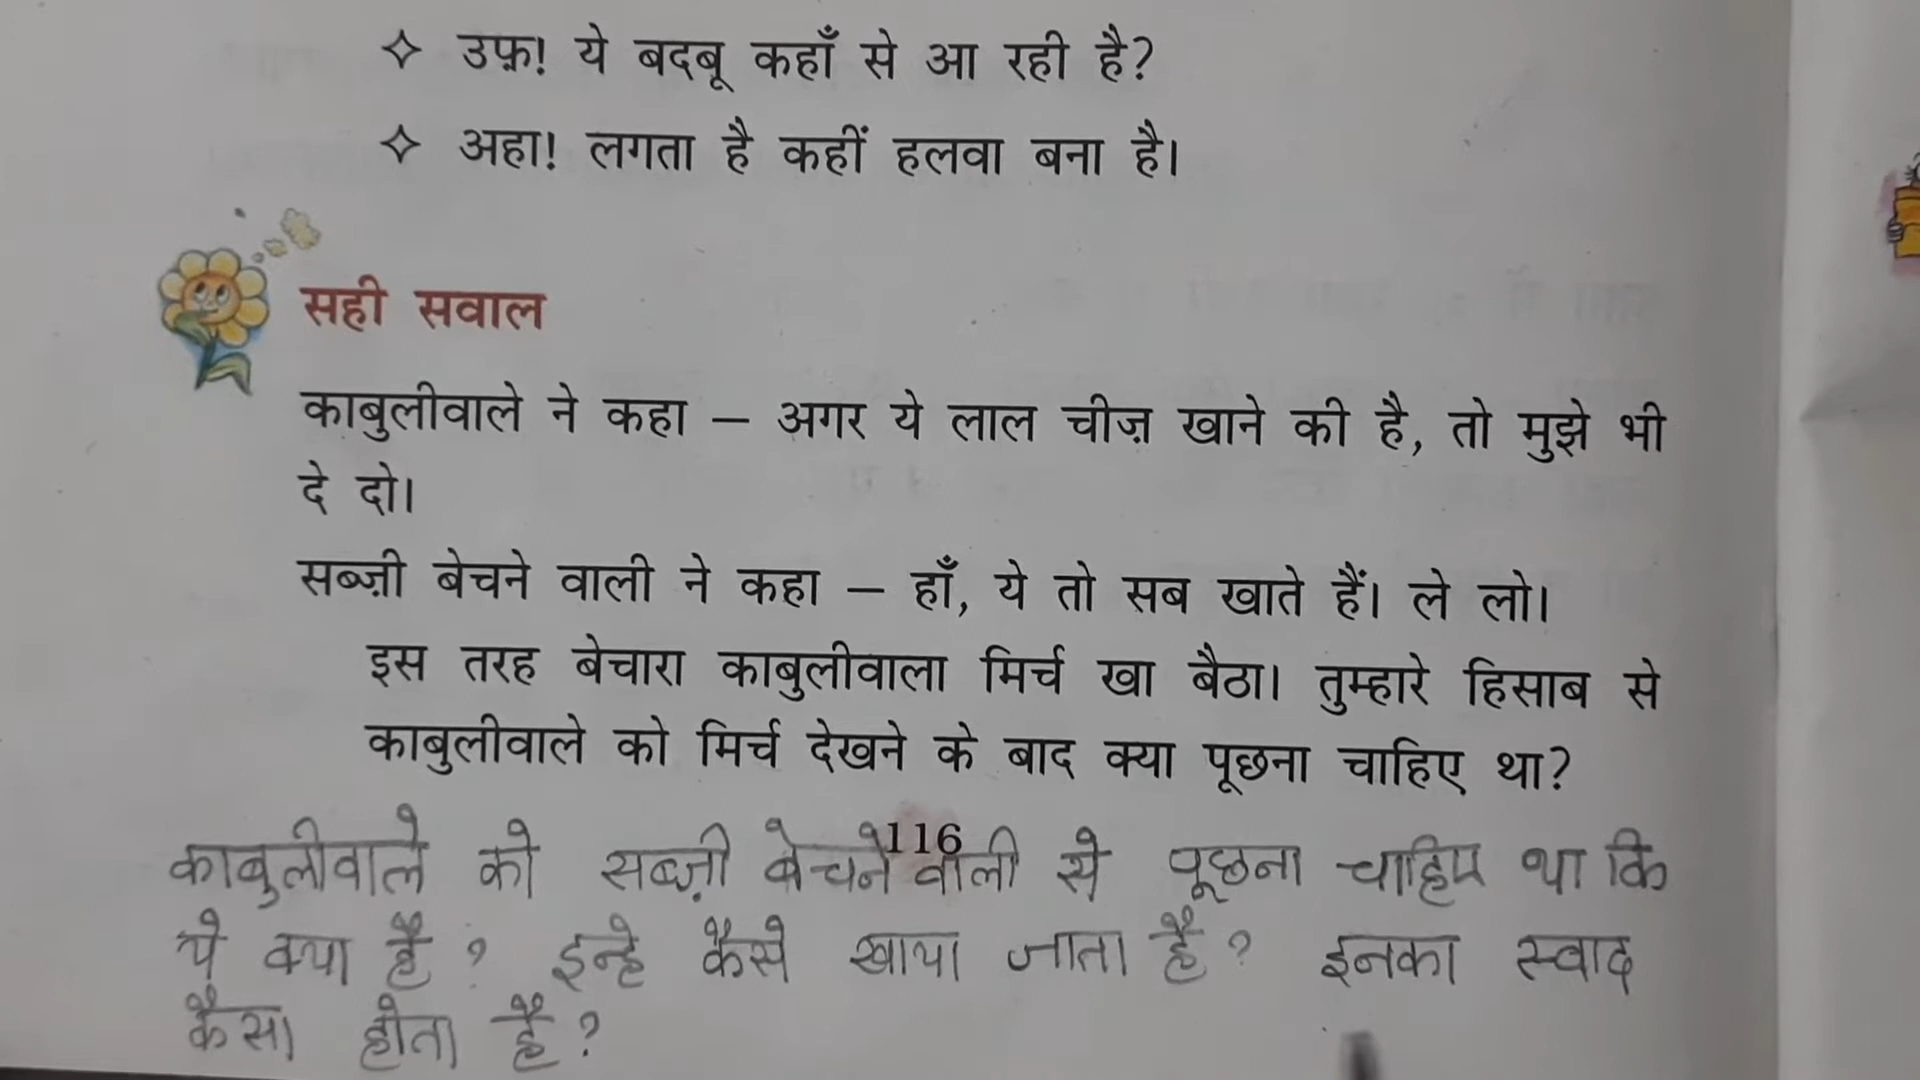 ✧ उफ़! ये बदबू कहाँ से आ रही है?
✧ अहा! लगता है कहीं हलवा बना है।
सही सवाल
काबुलीवाले ने कहा – अगर ये लाल चीज़ खाने की है, तो मुझे भी
दे दो।
सब्ज़ी बेचने वाली ने कहा – हाँ, ये तो सब खाते हैं। ले लो।
इस तरह बेचारा काबुलीवाला मिर्च खा बैठा। तुम्हारे हिसाब से
काबुलीवाले को मिर्च देखने के बाद क्या पूछना चाहिए था?
116
काबुलीवाले को सब्ज़ी बेचने वाली से पूछना चाहिए था कि
ये क्या है? इन्हे कैसे खाया जाता है? इनका स्वाद
कैसा होता है?